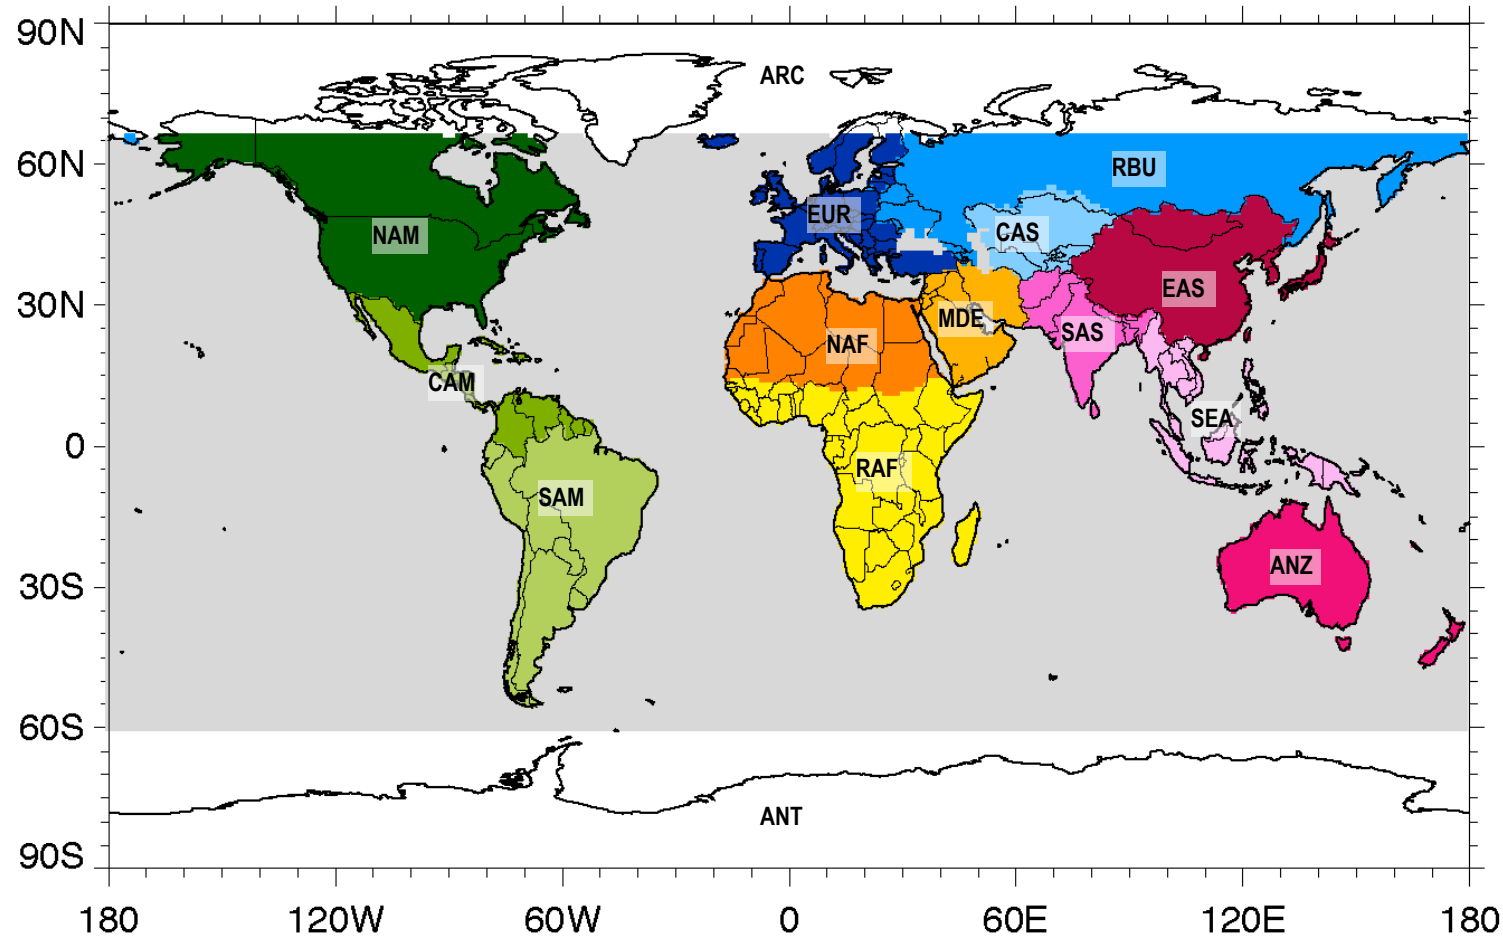 90N
ARC
60N
RBU
EUR
CAS
NAM
EAS
30N
MDE
SAS
NAF
CAM
SEA
0
RAF
SAM
ANZ
30S
60S
ANT
90S
180 120W 60W 0 60E 120E 180